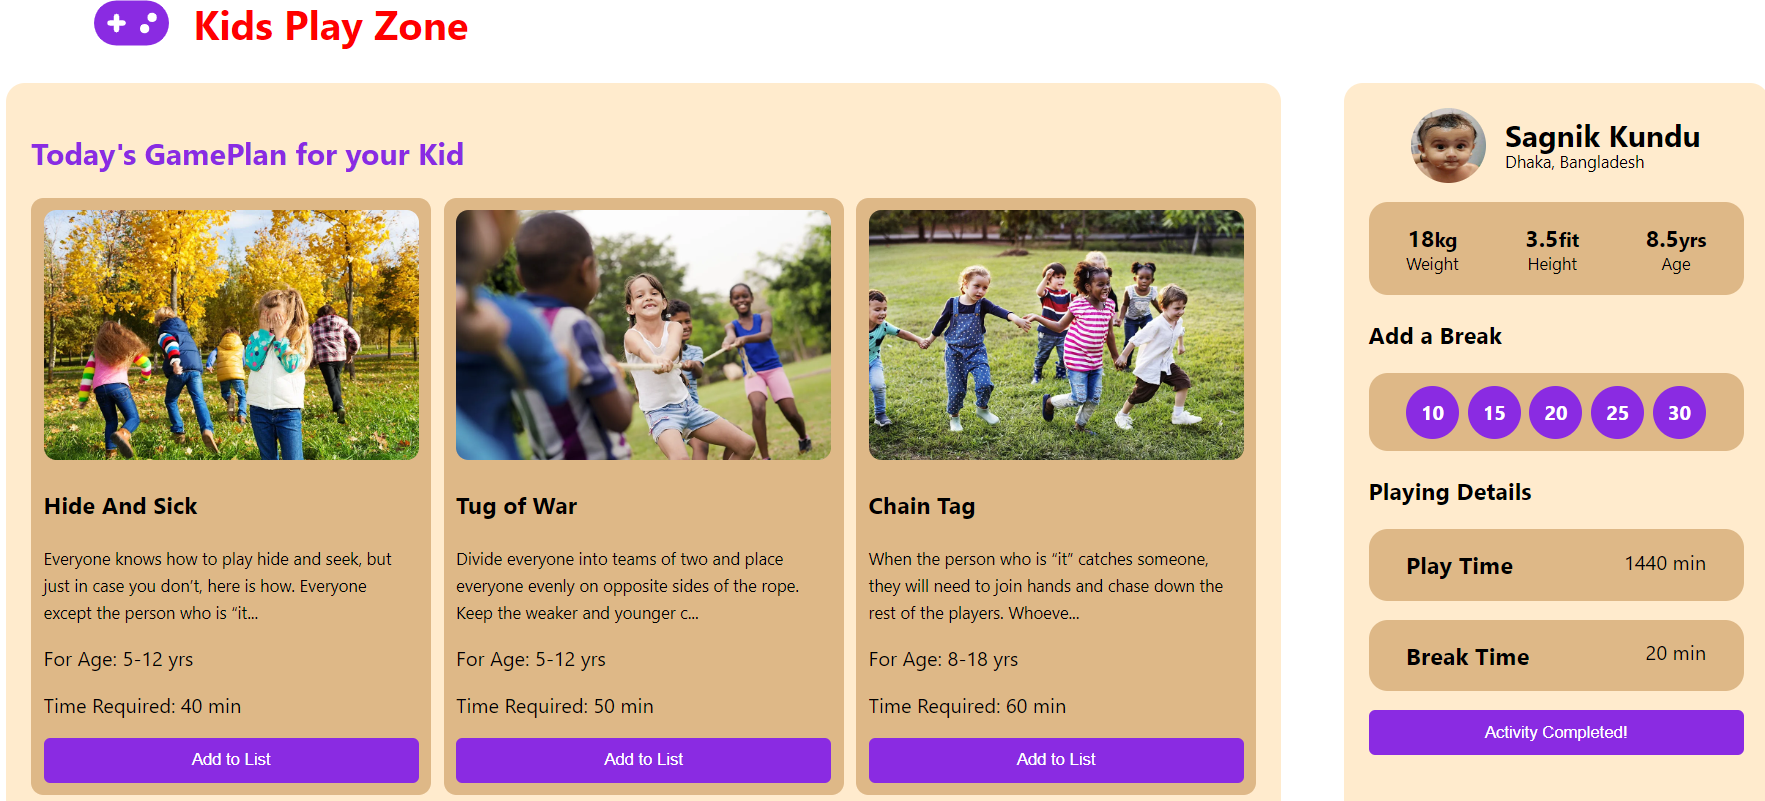 Kids Play Zone
Today's GamePlan for your Kid
Hide And Sick
Everyone knows how to play hide and seek, but
just in case you don’t, here is how. Everyone
except the person who is “it...
For Age: 5-12 yrs
Time Required: 40 min
Add to List
Tug of War
Divide everyone into teams of two and place
everyone evenly on opposite sides of the rope.
Keep the weaker and younger c...
For Age: 5-12 yrs
Time Required: 50 min
Add to List
Chain Tag
When the person who is “it” catches someone,
they will need to join hands and chase down the
rest of the players. Whoeve...
For Age: 8-18 yrs
Time Required: 60 min
Add to List
Sagnik Kundu
Dhaka, Bangladesh
18kg 3.5fit 8.5yrs
Weight Height Age
Add a Break
10 15 20 25 30
Playing Details
Play Time 1440 min
Break Time 20 min
Activity Completed!